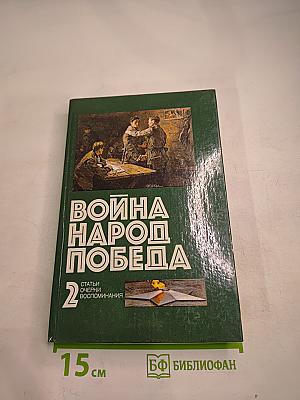 ВОЙНА
НАРОД
ПОБЕДА
2
СТАТЬИ
ОЧЕРКИ
ВОСПОМИНАНИЯ
15 см
БФ БИБЛИОФАН